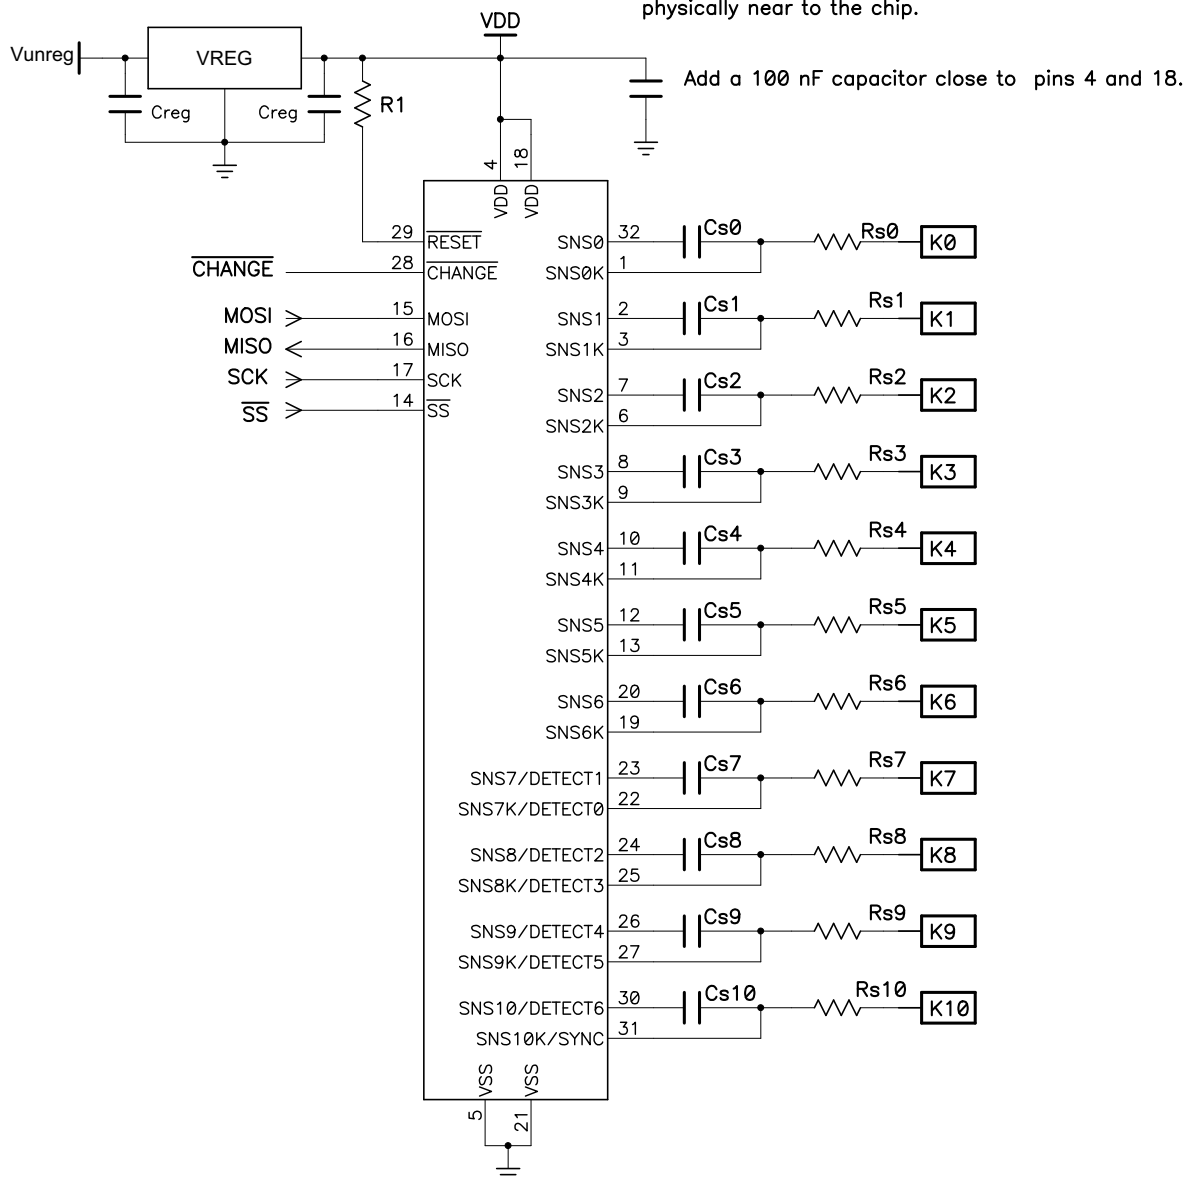 physically near to the chip.
VDD
Vunreg
VREG
Add a 100 nF capacitor close to pins 4 and 18.
Creg
Creg
R1
4
18
VDD
VDD
29
RESET
28
CHANGE
CHANGE
MOSI
15
MOSI
MISO
16
MISO
SCK
17
SCK
SS
14
SS
SNS0
32
Cs0
Rs0
K0
SNS0K
1
SNS1
2
Cs1
Rs1
K1
SNS1K
3
SNS2
7
Cs2
Rs2
K2
SNS2K
6
SNS3
8
Cs3
Rs3
K3
SNS3K
9
SNS4
10
Cs4
Rs4
K4
SNS4K
11
SNS5
12
Cs5
Rs5
K5
SNS5K
13
SNS6
20
Cs6
Rs6
K6
SNS6K
19
SNS7/DETECT1
23
Cs7
Rs7
K7
SNS7K/DETECT0
22
SNS8/DETECT2
24
Cs8
Rs8
K8
SNS8K/DETECT3
25
SNS9/DETECT4
26
Cs9
Rs9
K9
SNS9K/DETECT5
27
SNS10/DETECT6
30
Cs10
Rs10
K10
SNS10K/SYNC
31
VSS
VSS
5
21